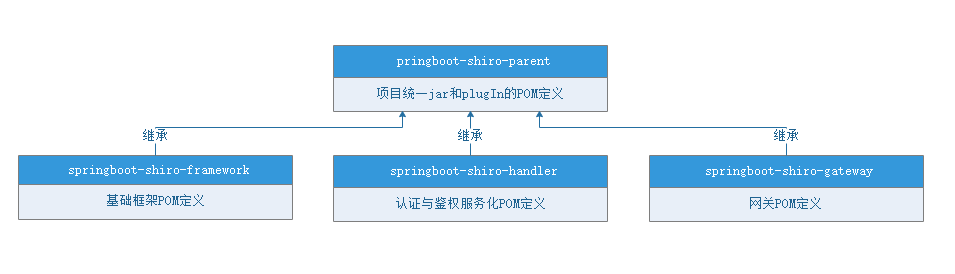 pringboot-shiro-parent
项目统一jar和plugIn的POM定义
继承 继承 继承
springboot-shiro-framework springboot-shiro-handler springboot-shiro-gateway
基础框架POM定义 认证与鉴权服务化POM定义 网关POM定义